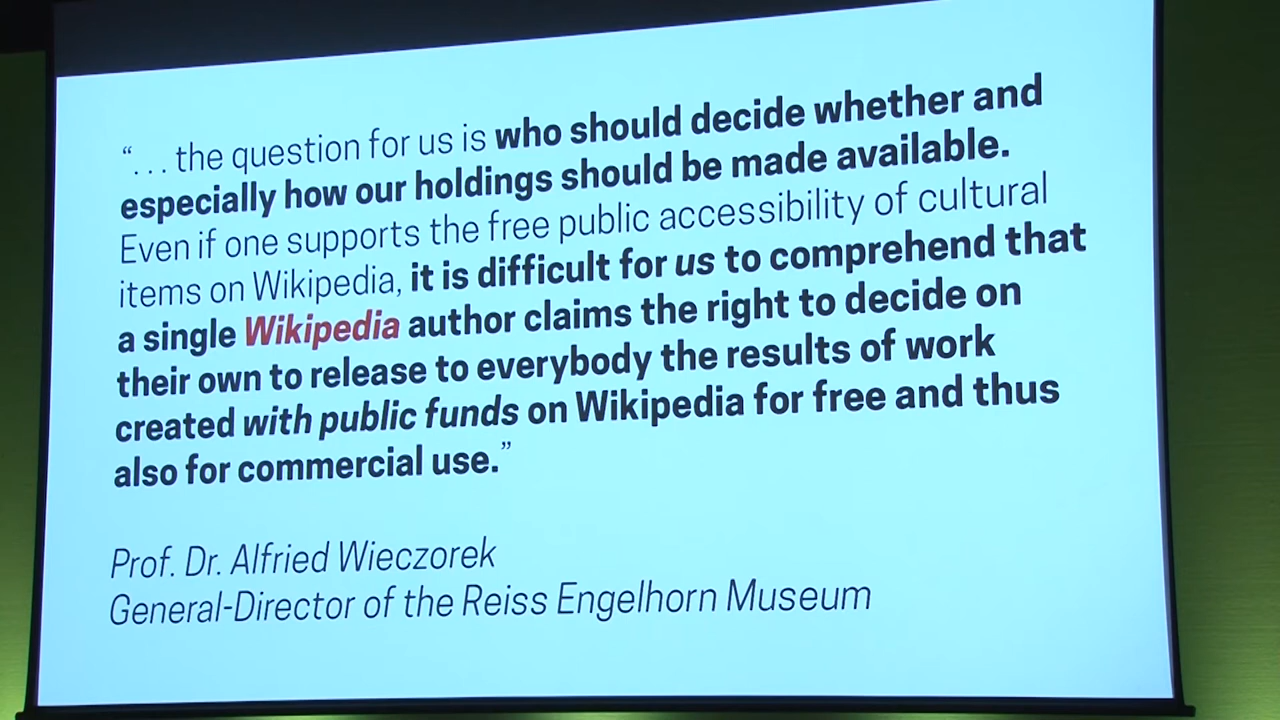 “. . . the question for us is who should decide whether and
especially how our holdings should be made available.
Even if one supports the free public accessibility of cultural
items on Wikipedia, it is difficult for us to comprehend that
a single Wikipedia author claims the right to decide on
their own to release to everybody the results of work
created with public funds on Wikipedia for free and thus
also for commercial use.”
Prof. Dr. Alfried Wieczorek
General-Director of the Reiss Engelhorn Museum